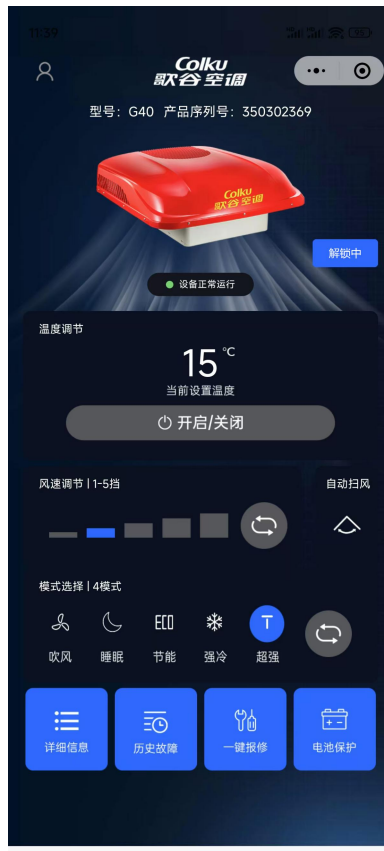 11:39
Colku
歌谷空调
型号：G40 产品序列号：350302369
Colku
歌谷空调
解锁中
设备正常运行
温度调节
15℃
当前设置温度
开启/关闭
风速调节 | 1-5挡
自动扫风
模式选择 | 4模式
ECO
T
吹风 睡眠 节能 强冷 超强
详细信息 历史故障 一键报修 电池保护